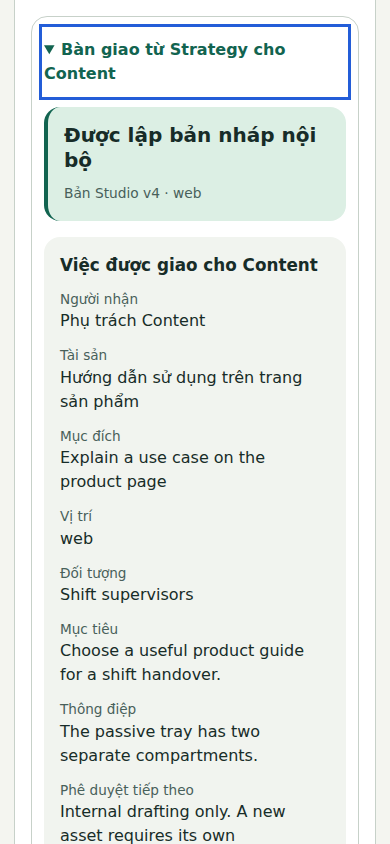 ▼ Bàn giao từ Strategy cho
Content
Được lập bản nháp nội
bộ
Bản Studio v4 · web
Việc được giao cho Content
Người nhận
Phụ trách Content
Tài sản
Hướng dẫn sử dụng trên trang
sản phẩm
Mục đích
Explain a use case on the
product page
Vị trí
web
Đối tượng
Shift supervisors
Mục tiêu
Choose a useful product guide
for a shift handover.
Thông điệp
The passive tray has two
separate compartments.
Phê duyệt tiếp theo
Internal drafting only. A new
asset requires its own